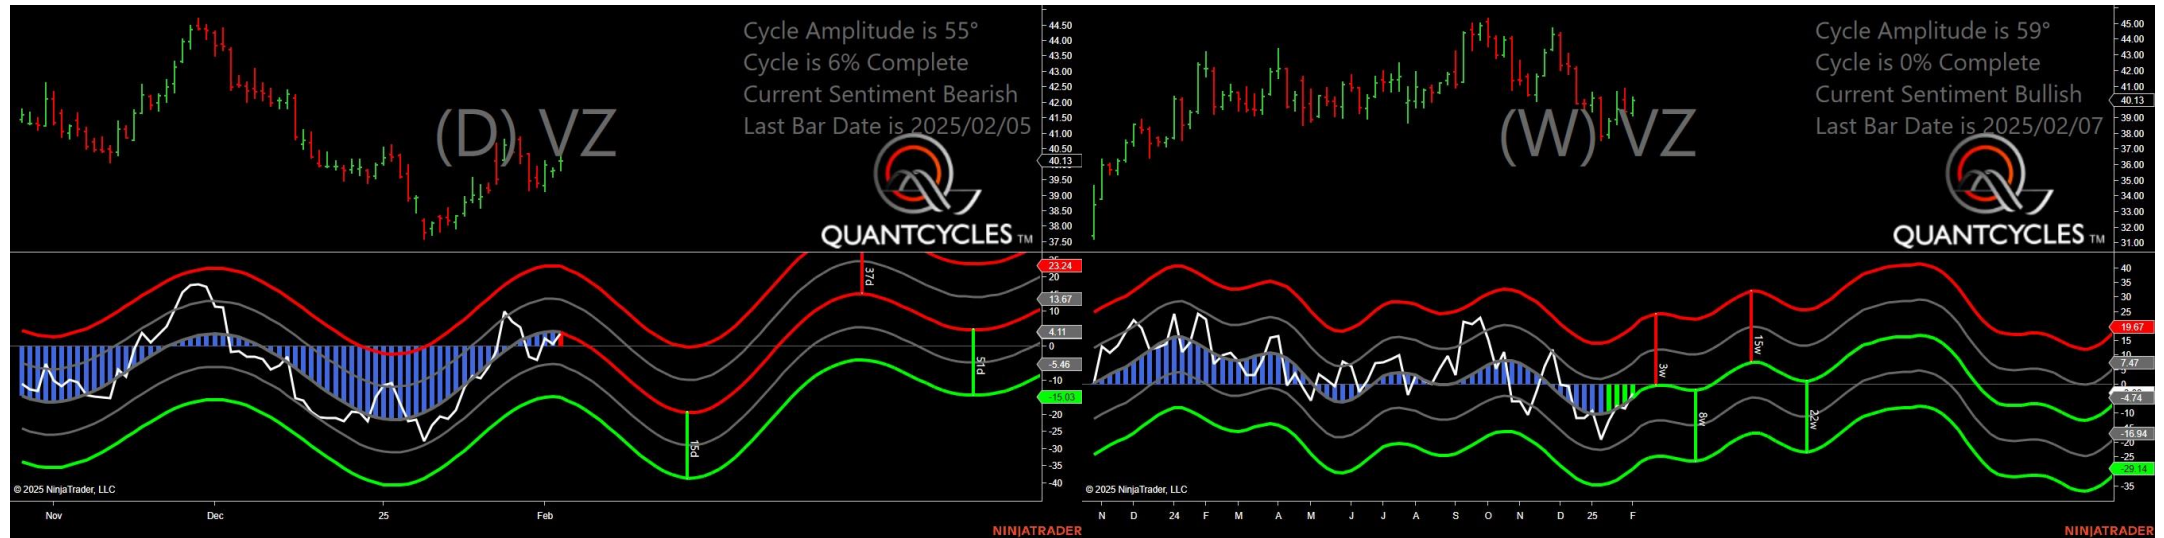 Cycle Amplitude is 55°
Cycle is 6% Complete
Current Sentiment Bearish
Last Bar Date is 2025/02/05
(D) VZ
QUANTCYCLES TM
44.50
44.00
43.50
43.00
42.50
42.00
41.50
41.00
40.50
40.13
39.50
39.00
38.50
38.00
37.50
23.24
20
13.67
10
4.11
0
-5.46
-10
-15.03
-20
-25
-30
-35
-40
37d
15d
51d
© 2025 NinjaTrader, LLC
Nov
Dec
25
Feb
NINJATRADER
Cycle Amplitude is 59°
Cycle is 0% Complete
Current Sentiment Bullish
Last Bar Date is 2025/02/07
(W) VZ
QUANTCYCLES TM
45.00
44.00
43.00
42.00
41.00
40.13
39.00
38.00
37.00
36.00
35.00
34.00
33.00
32.00
31.00
40
35
30
25
19.67
15
7.47
0
-4.74
-10
-16.94
-25
-29.14
-35
3w
15w
8w
22w
© 2025 NinjaTrader, LLC
N D 24 F M A M J J A S O N D 25 F
NINJATRADER